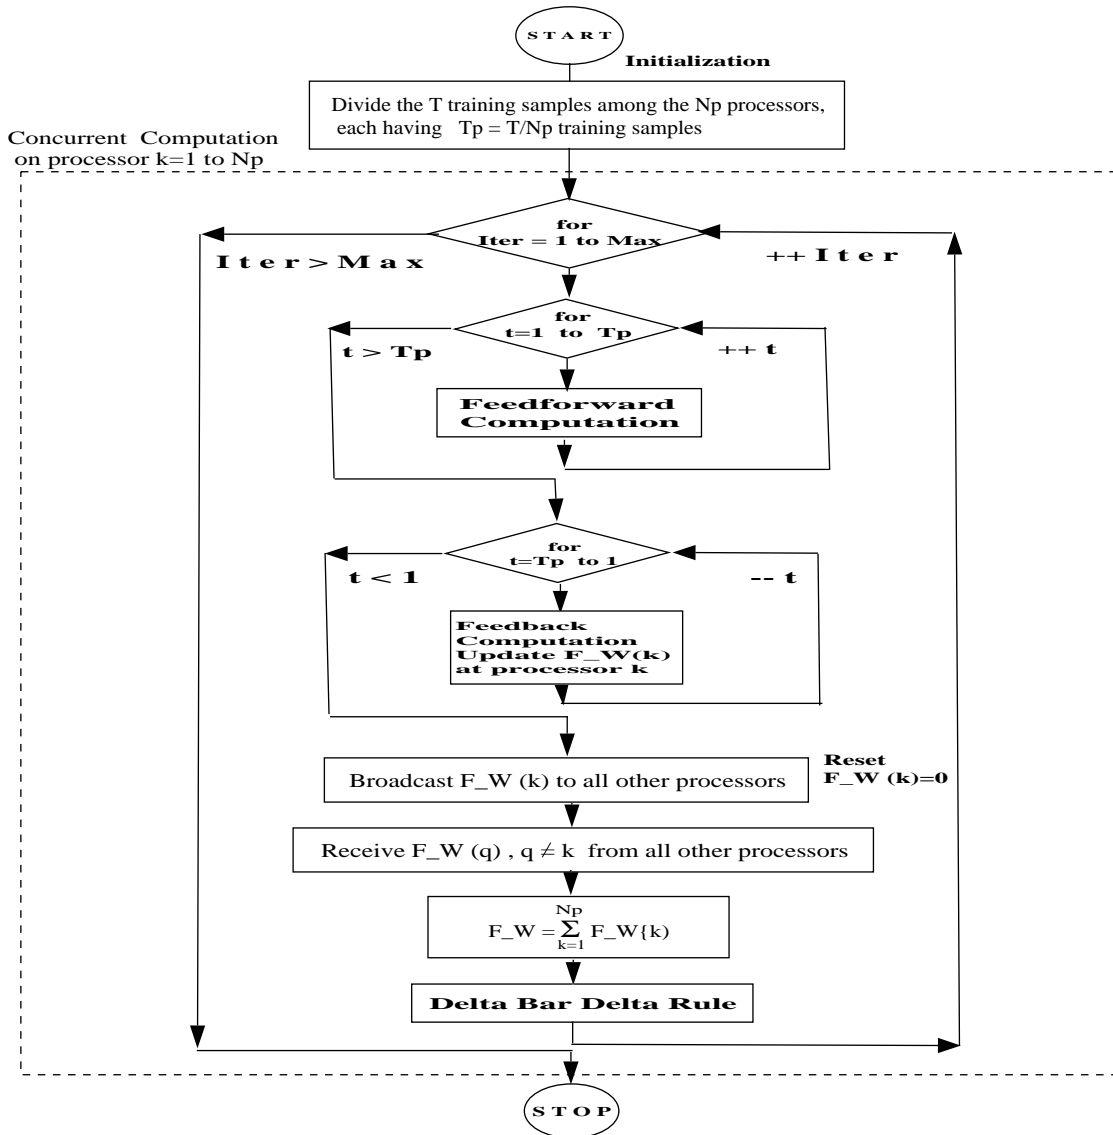 S T A R T
Initialization
Divide the T training samples among the Np processors,
each having Tp = T/Np training samples
Concurrent Computation
on processor k=1 to Np
for
Iter = 1 to Max
Iter > Max
++ Iter
for
t=1 to Tp
t > Tp
++ t
Feedforward
Computation
for
t=Tp to 1
t < 1
-- t
Feedback
Computation
Update F_W(k)
at processor k
Broadcast F_W (k) to all other processors
Reset
F_W (k)=0
Receive F_W (q) , q ≠ k from all other processors
Np
F_W = Σ F_W{k)
k=1
Delta Bar Delta Rule
S T O P